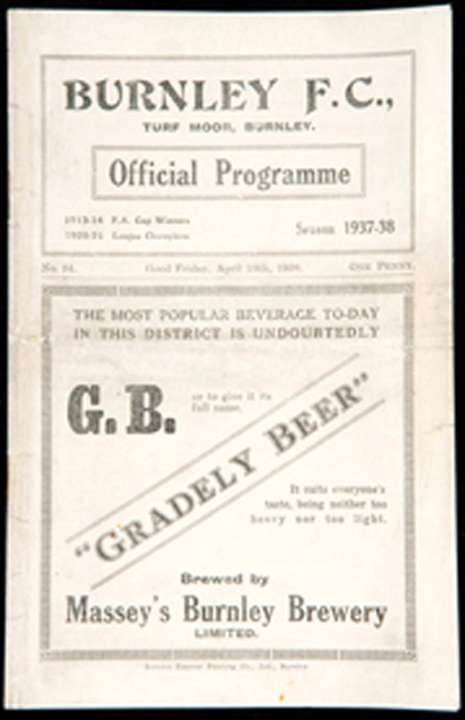 BURNLEY F.C.,
TURF MOOR, BURNLEY.
Official Programme
1913-14 F.A. Cup Winners
1920-21 League Champions
Season 1937-38
Good Friday, April 15th, 1938.
ONE PENNY.
THE MOST POPULAR BEVERAGE TO-DAY
IN THIS DISTRICT IS UNDOUBTEDLY
G.B.
or to give it its
full name,
"GRADELY BEER"
It suits everyone's
taste, being neither too
heavy nor too light.
Brewed by
Massey's Burnley Brewery
LIMITED.